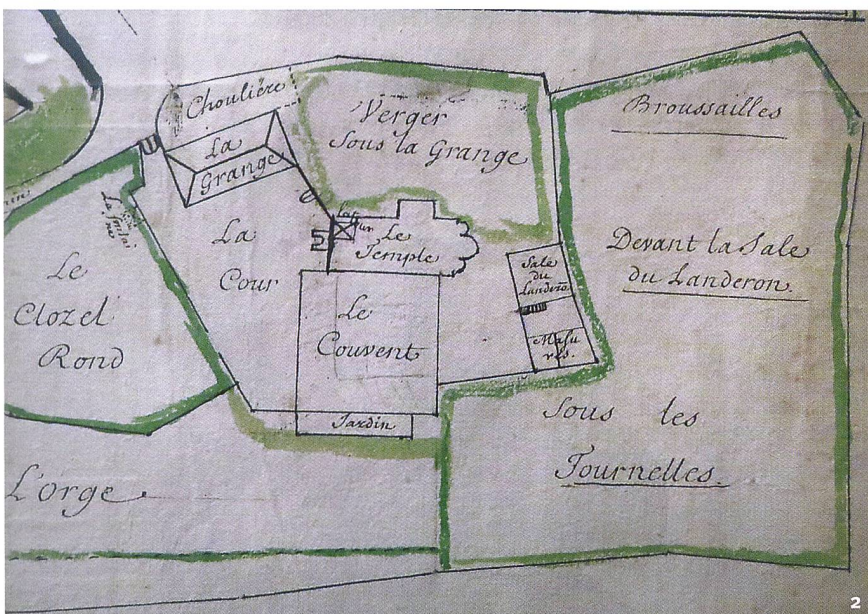 Choulière
Verger
Sous la Grange
Broussailles
La
Grange
La
Cour
Le
Temple
Sale
du
Devant la Sale
du Landeron.
Le
Clozel
Rond
Le
Couvent
Masu
res.
Jardin
Sous les
Tournelles.
L'orge
2